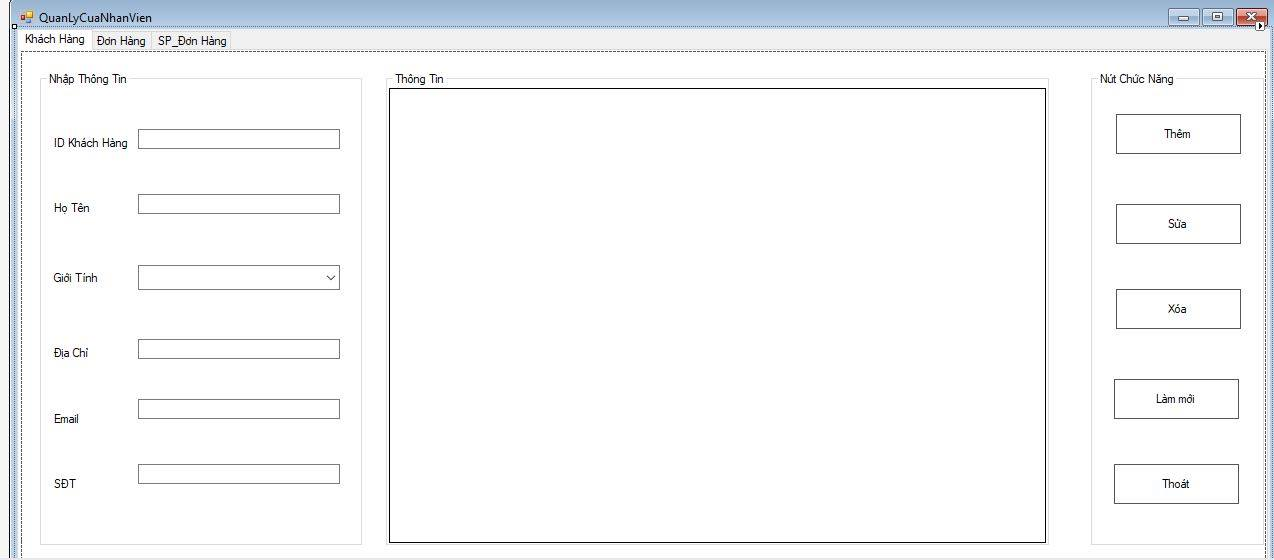 QuanLyCuaNhanVien
Khách Hàng Đơn Hàng SP_Đơn Hàng
Nhập Thông Tin
ID Khách Hàng
Họ Tên
Giới Tính
Địa Chỉ
Email
SĐT
Thông Tin
Nút Chức Năng
Thêm
Sửa
Xóa
Làm mới
Thoát